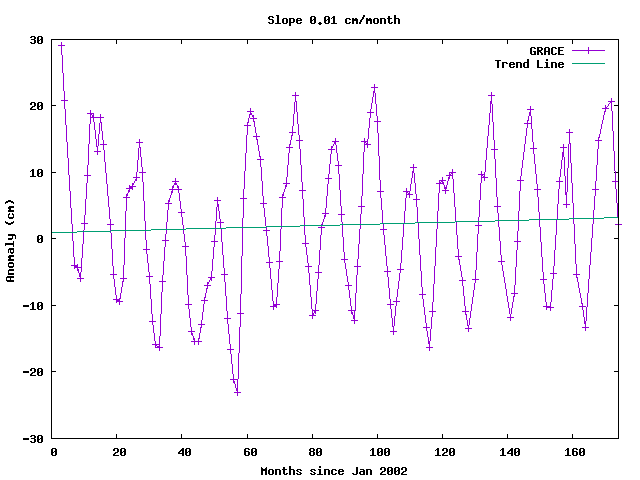 Slope 0.01 cm/month
GRACE
Trend Line
Anomaly (cm)
30
20
10
0
-10
-20
-30
0 20 40 60 80 100 120 140 160
Months since Jan 2002